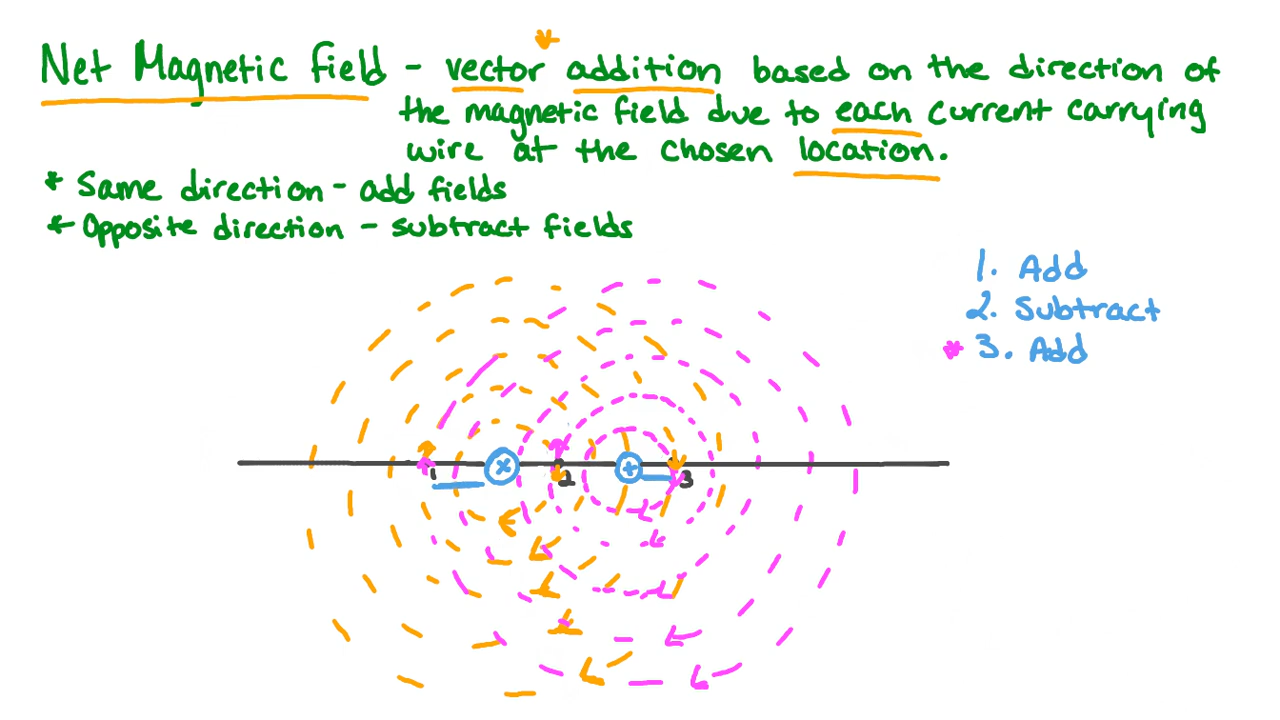 Net Magnetic Field - vector addition based on the direction of
the magnetic field due to each current carrying
wire at the chosen location.
* Same direction - add fields
* Opposite direction - subtract fields
1. Add
2. Subtract
* 3. Add
x +
1 2 3